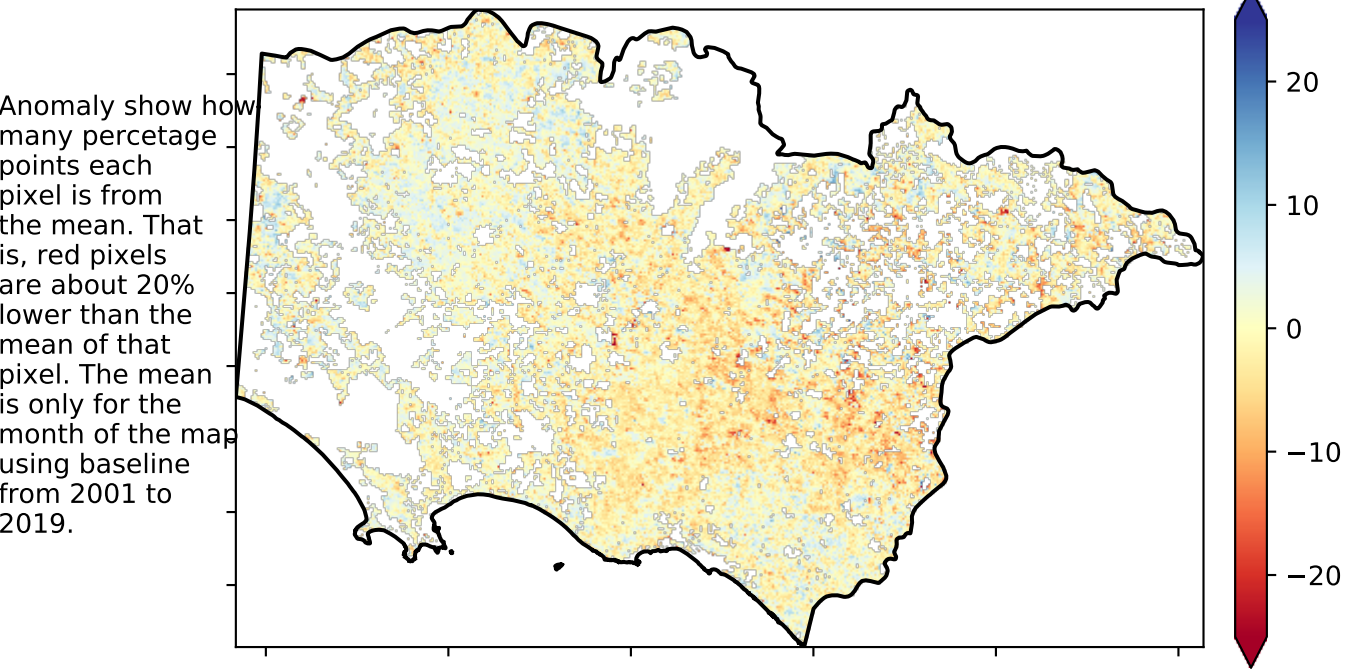 Anomaly show how
many percetage
points each
pixel is from
the mean. That
is, red pixels
are about 20%
lower than the
mean of that
pixel. The mean
is only for the
month of the map
using baseline
from 2001 to
2019.
20
10
0
−10
−20